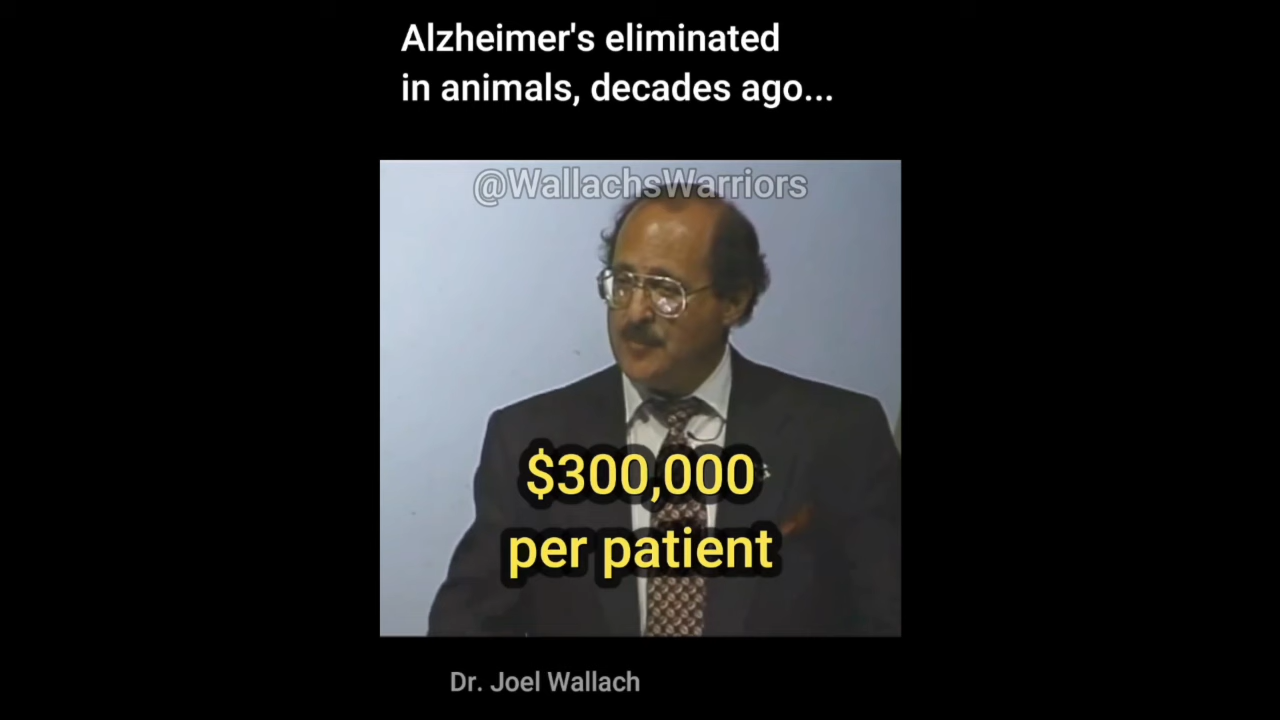 Alzheimer's eliminated
in animals, decades ago...
@WallachsWarriors
$300,000
per patient
Dr. Joel Wallach